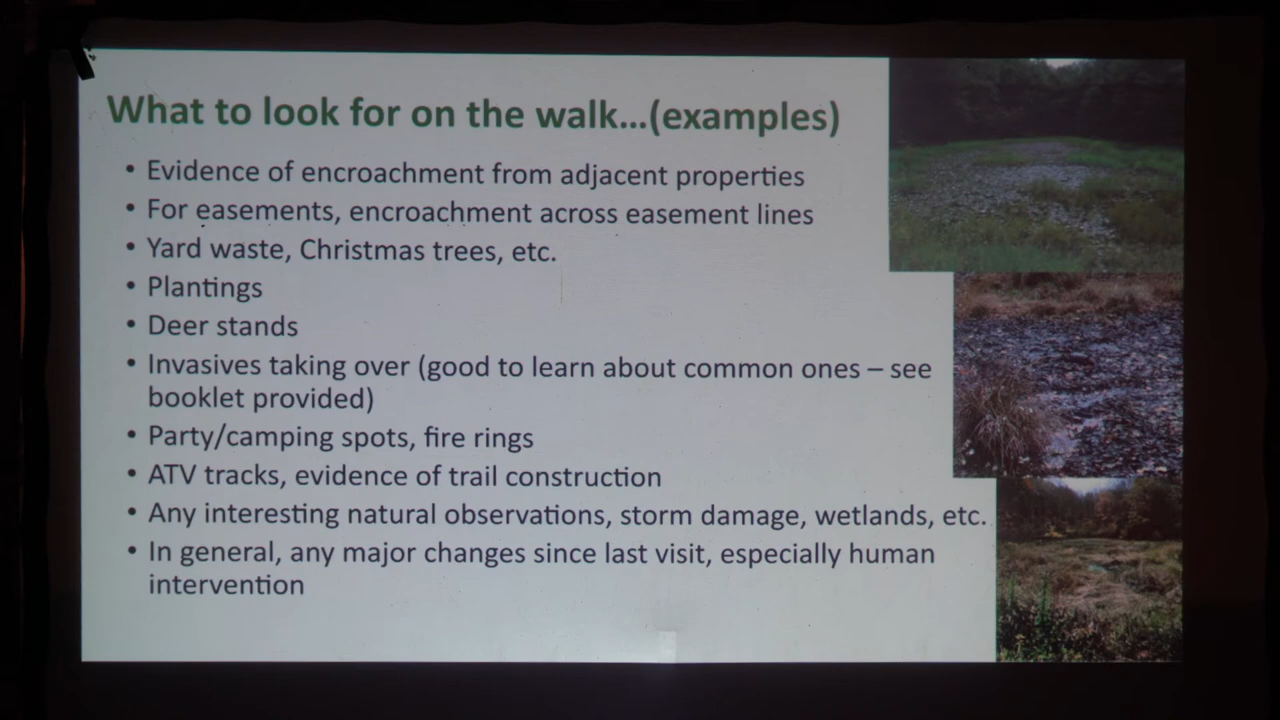 What to look for on the walk...(examples)
• Evidence of encroachment from adjacent properties
• For easements, encroachment across easement lines
• Yard waste, Christmas trees, etc.
• Plantings
• Deer stands
• Invasives taking over (good to learn about common ones – see
booklet provided)
• Party/camping spots, fire rings
• ATV tracks, evidence of trail construction
• Any interesting natural observations, storm damage, wetlands, etc.
• In general, any major changes since last visit, especially human
intervention